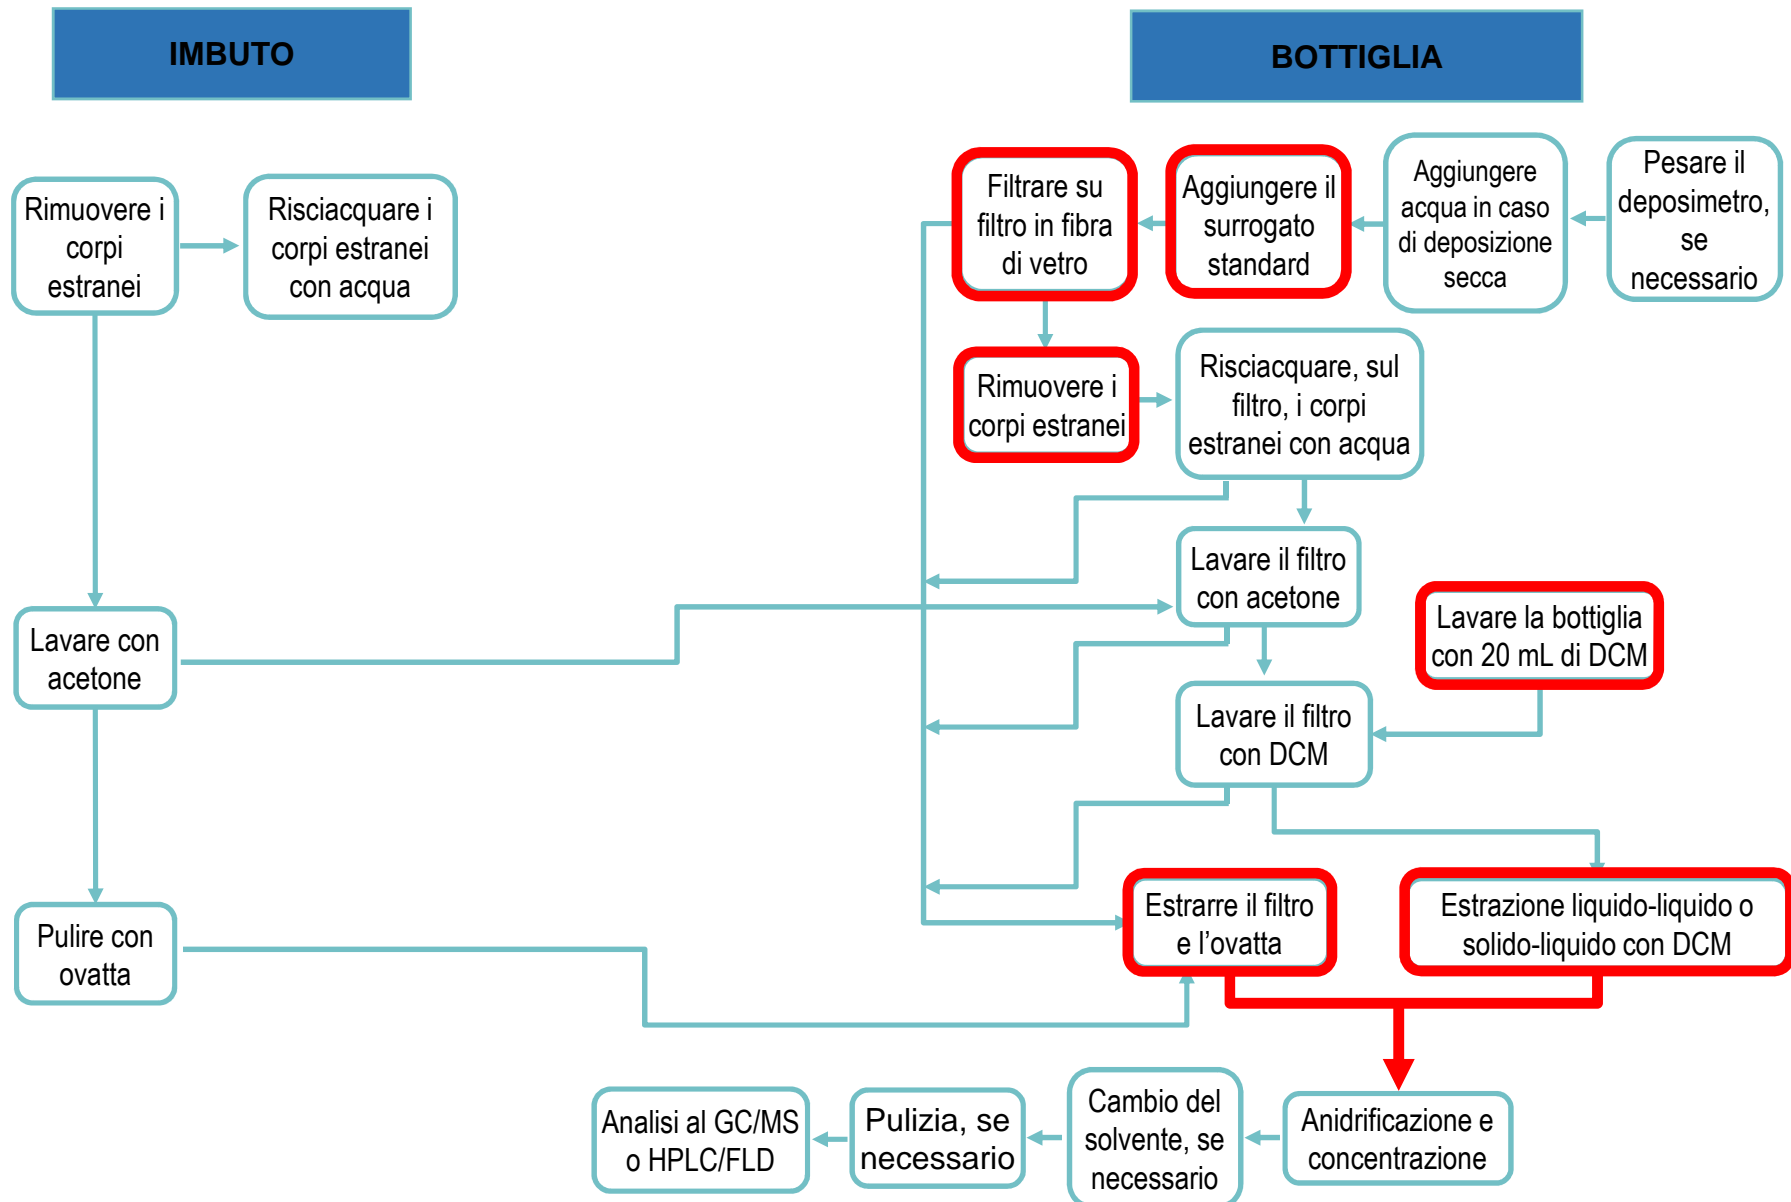 IMBUTO
BOTTIGLIA
Rimuovere i
corpi
estranei
Risciacquare i
corpi estranei
con acqua
Filtrare su
filtro in fibra
di vetro
Aggiungere il
surrogato
standard
Aggiungere
acqua in caso
di deposizione
secca
Pesare il
deposimetro,
se
necessario
Rimuovere i
corpi estranei
Risciacquare, sul
filtro, i corpi
estranei con acqua
Lavare il filtro
con acetone
Lavare la bottiglia
con 20 mL di DCM
Lavare con
acetone
Lavare il filtro
con DCM
Pulire con
ovatta
Estrarre il filtro
e l’ovatta
Estrazione liquido-liquido o
solido-liquido con DCM
Analisi al GC/MS
o HPLC/FLD
Pulizia, se
necessario
Cambio del
solvente, se
necessario
Anidrificazione e
concentrazione